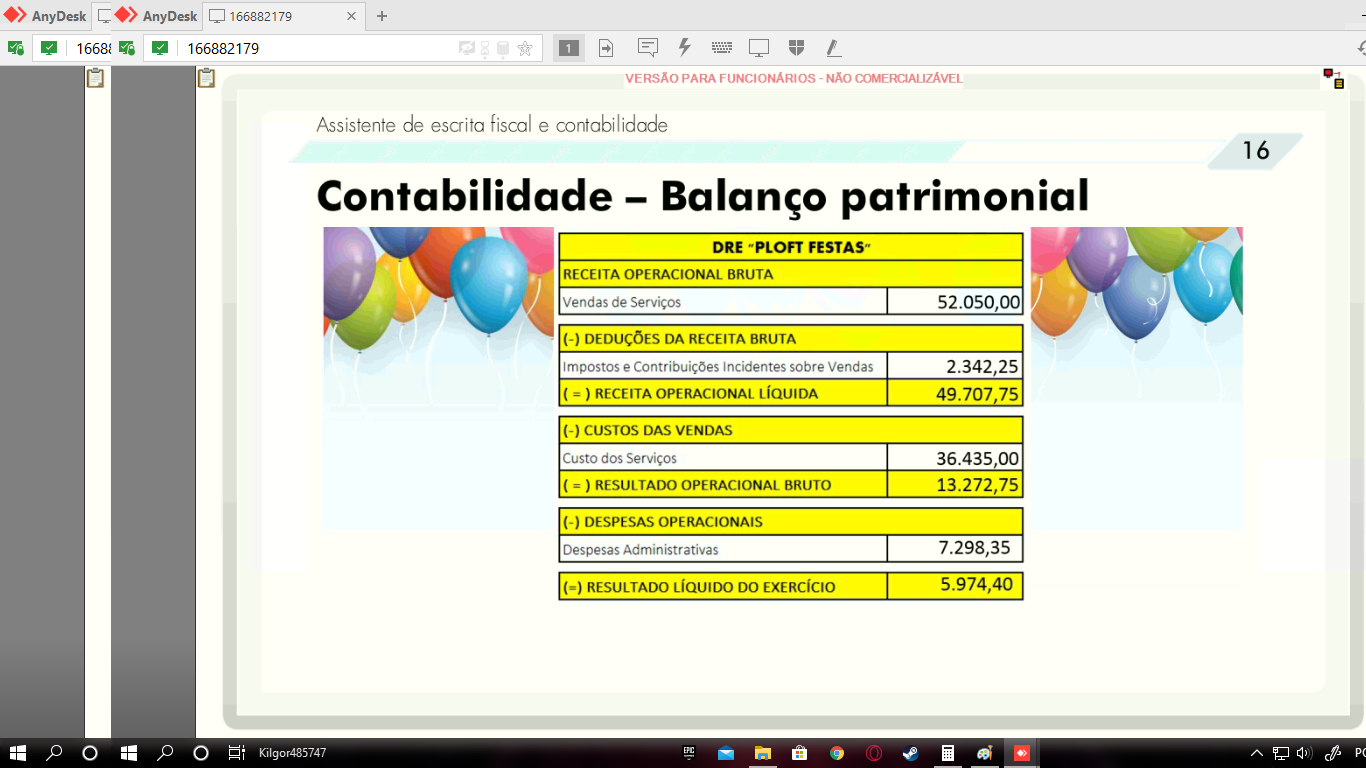 AnyDesk
AnyDesk
166882179
1668
166882179
1
VERSÃO PARA FUNCIONÁRIOS - NÃO COMERCIALIZÁVEL
Assistente de escrita fiscal e contabilidade
16
Contabilidade – Balanço patrimonial
DRE “PLOFT FESTAS”
RECEITA OPERACIONAL BRUTA
Vendas de Serviços 52.050,00
(-) DEDUÇÕES DA RECEITA BRUTA
Impostos e Contribuições Incidentes sobre Vendas 2.342,25
( = ) RECEITA OPERACIONAL LÍQUIDA 49.707,75
(-) CUSTOS DAS VENDAS
Custo dos Serviços 36.435,00
( = ) RESULTADO OPERACIONAL BRUTO 13.272,75
(-) DESPESAS OPERACIONAIS
Despesas Administrativas 7.298,35
(=) RESULTADO LÍQUIDO DO EXERCÍCIO 5.974,40
Kilgor485747
EPIC